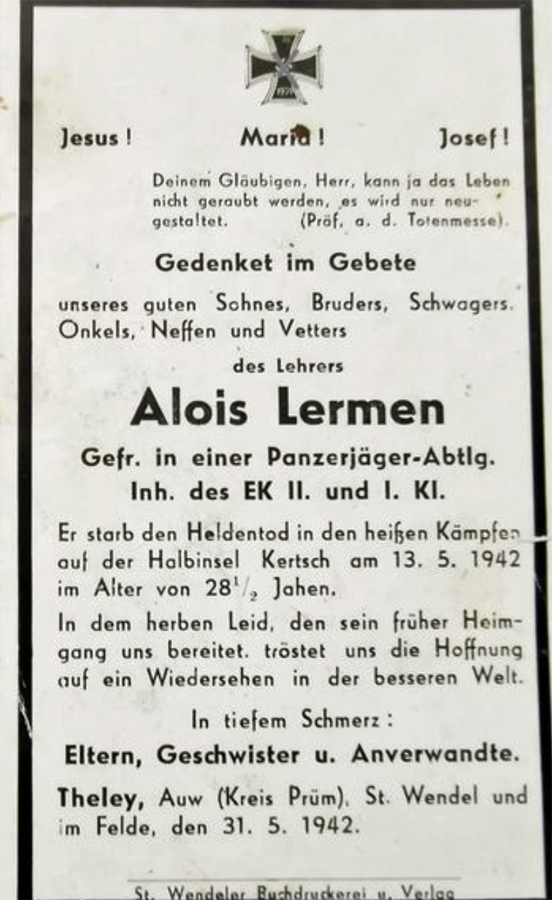 1939
Jesus! Maria! Josef!
Deinem Gläubigen, Herr, kann ja das Leben
nicht geraubt werden, es wird nur neu-
gestaltet. (Präf. a. d. Totenmesse).
Gedenket im Gebete
unseres guten Sohnes, Bruders, Schwagers.
Onkels, Neffen und Vetters
des Lehrers
Alois Lermen
Gefr. in einer Panzerjäger-Abtlg.
Inh. des EK II. und I. Kl.
Er starb den Heldentod in den heißen Kämpfen
auf der Halbinsel Kertsch am 13. 5. 1942
im Alter von 28¹/₂ Jahen.
In dem herben Leid, den sein früher Heim-
gang uns bereitet. tröstet uns die Hoffnung
auf ein Wiedersehen in der besseren Welt.
In tiefem Schmerz:
Eltern, Geschwister u. Anverwandte.
Theley, Auw (Kreis Prüm), St. Wendel und
im Felde, den 31. 5. 1942.
St. Wendeler Buchdruckerei u. Verlag